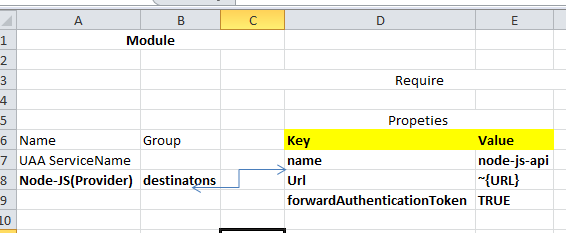 A B C D E
1 Module
2
3 Require
4
5 Propeties
6 Name Group Key Value
7 UAA ServiceName name node-js-api
8 Node-JS(Provider) destinatons Url ~{URL}
9 forwardAuthenticationToken TRUE
10